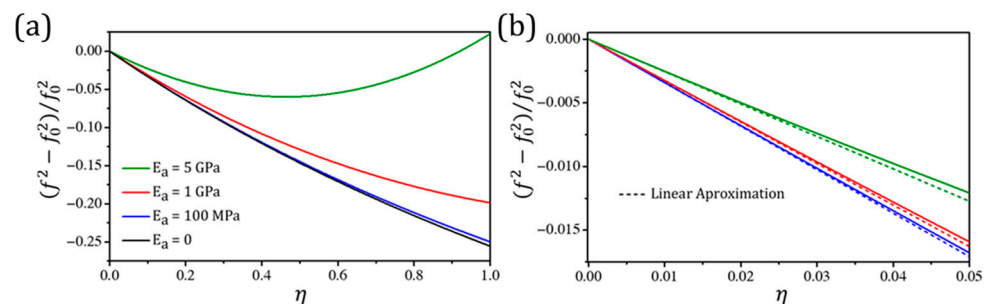 (a)
(f² − f₀²)/f₀²
0.00
−0.05
−0.10
−0.15
−0.20
−0.25
Eₐ = 5 GPa
Eₐ = 1 GPa
Eₐ = 100 MPa
Eₐ = 0
0.0 0.2 0.4 0.6 0.8 1.0
η
(b)
(f² − f₀²)/f₀²
0.000
−0.005
−0.010
−0.015
Linear Aproximation
0.00 0.01 0.02 0.03 0.04 0.05
η